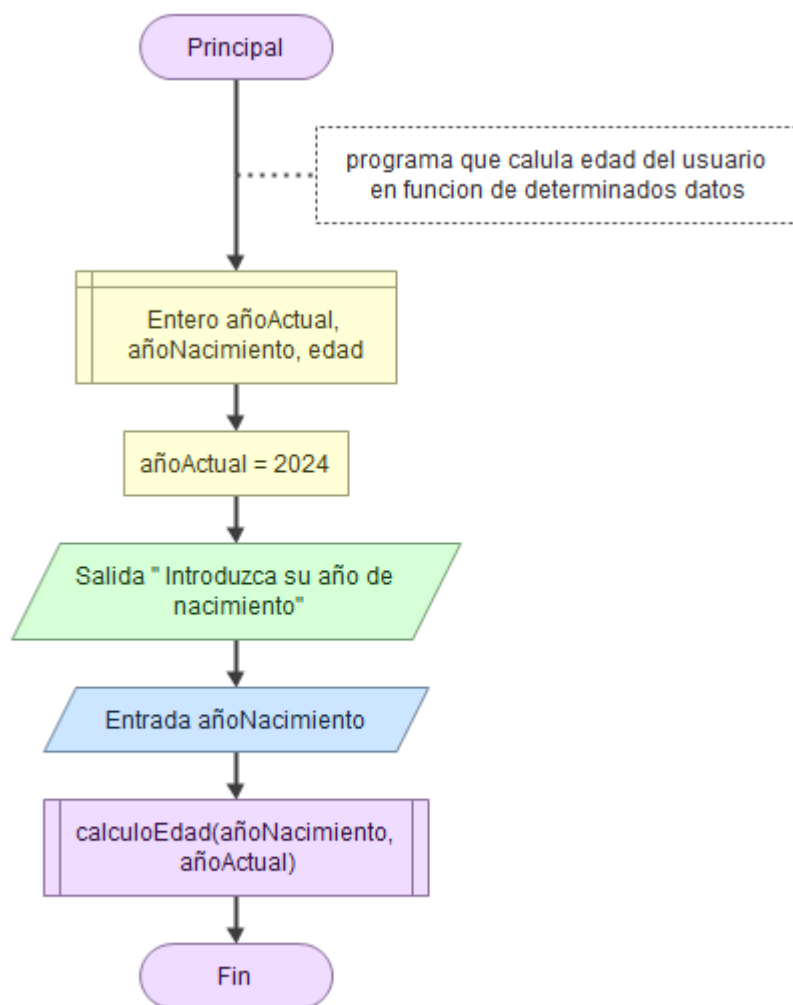 Principal
programa que calula edad del usuario
en funcion de determinados datos
Entero añoActual,
añoNacimiento, edad
añoActual = 2024
Salida " Introduzca su año de
nacimiento"
Entrada añoNacimiento
calculoEdad(añoNacimiento,
añoActual)
Fin